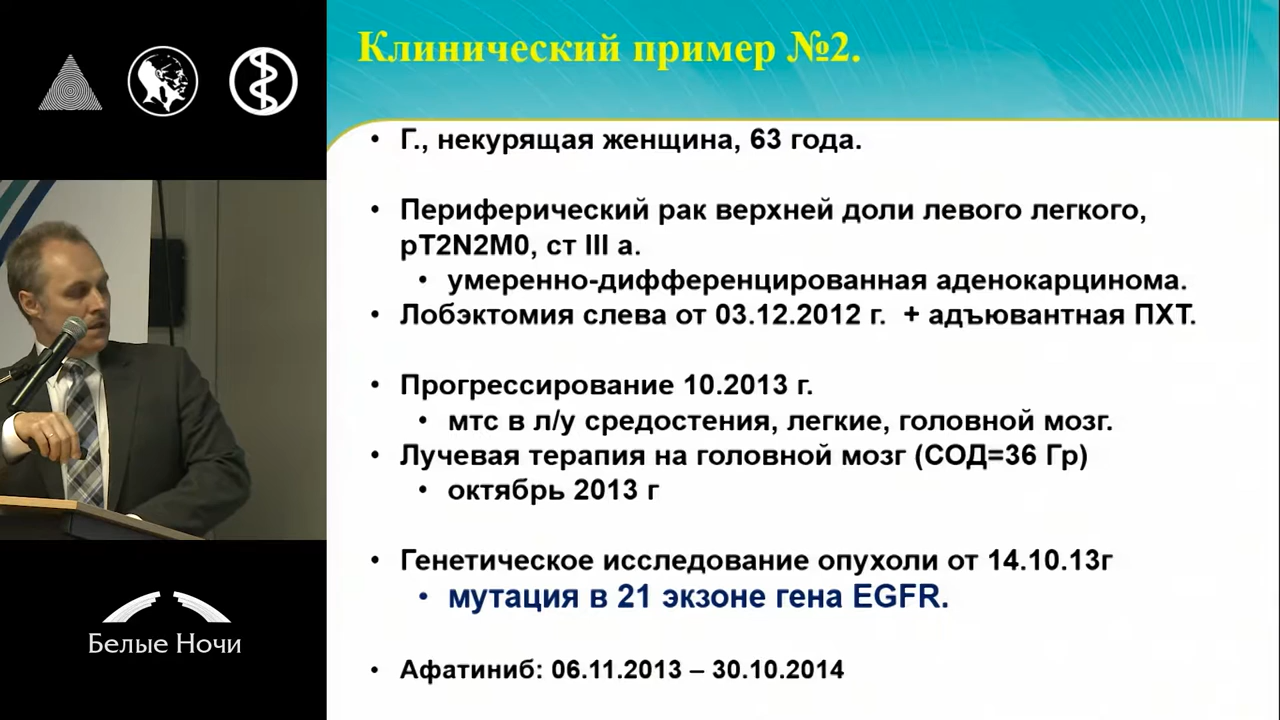 Клинический пример №2.
• Г., некурящая женщина, 63 года.
• Периферический рак верхней доли левого легкого,
pT2N2M0, ст III а.
• умеренно-дифференцированная аденокарцинома.
• Лобэктомия слева от 03.12.2012 г. + адъювантная ПХТ.
• Прогрессирование 10.2013 г.
• мтс в л/у средостения, легкие, головной мозг.
• Лучевая терапия на головной мозг (СОД=36 Гр)
• октябрь 2013 г
• Генетическое исследование опухоли от 14.10.13г
• мутация в 21 экзоне гена EGFR.
• Афатиниб: 06.11.2013 – 30.10.2014
Белые Ночи